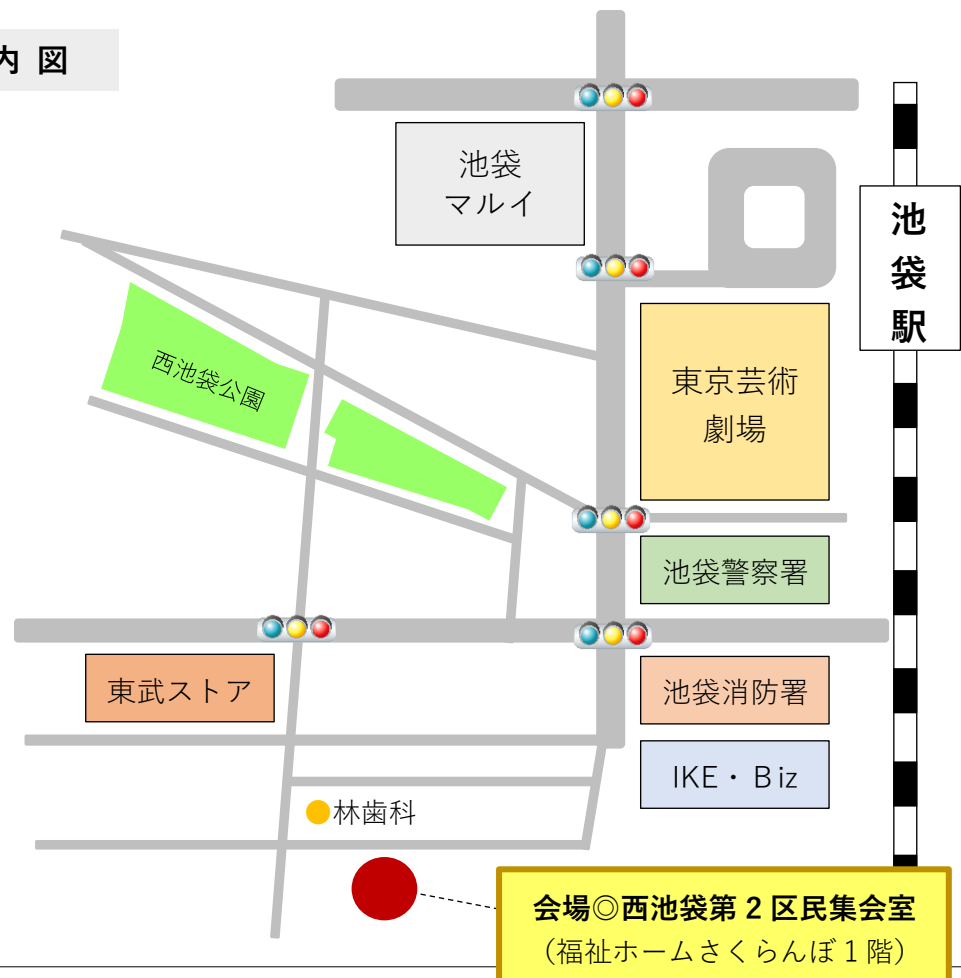 内 図
池袋
マルイ
池袋駅
西池袋公園
東京芸術
劇場
池袋警察署
東武ストア
池袋消防署
IKE・Biz
林歯科
会場◎西池袋第２区民集会室
（福祉ホームさくらんぼ１階）